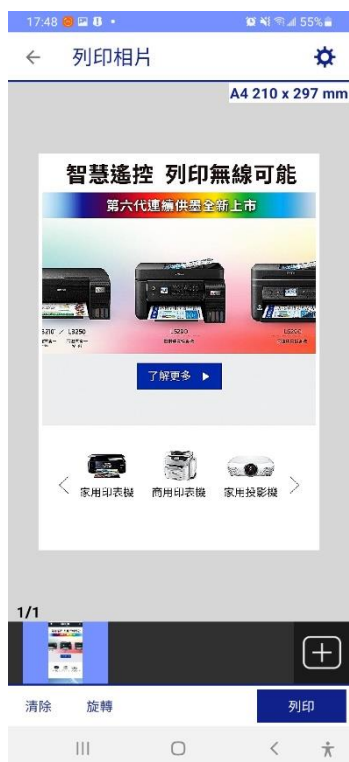 17:48
55%
列印相片
A4 210 x 297 mm
智慧遙控 列印無線可能
第六代連續供墨全新上市
L3250
L5290
了解更多
家用印表機 商用印表機 家用投影機
1/1
清除 旋轉 列印